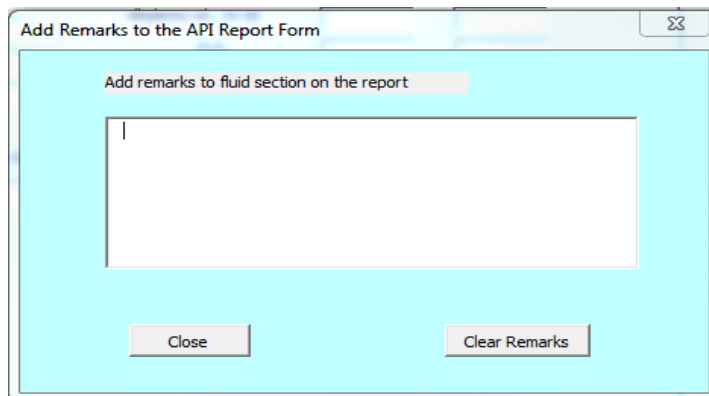 Add Remarks to the API Report Form
Add remarks to fluid section on the report
Close
Clear Remarks